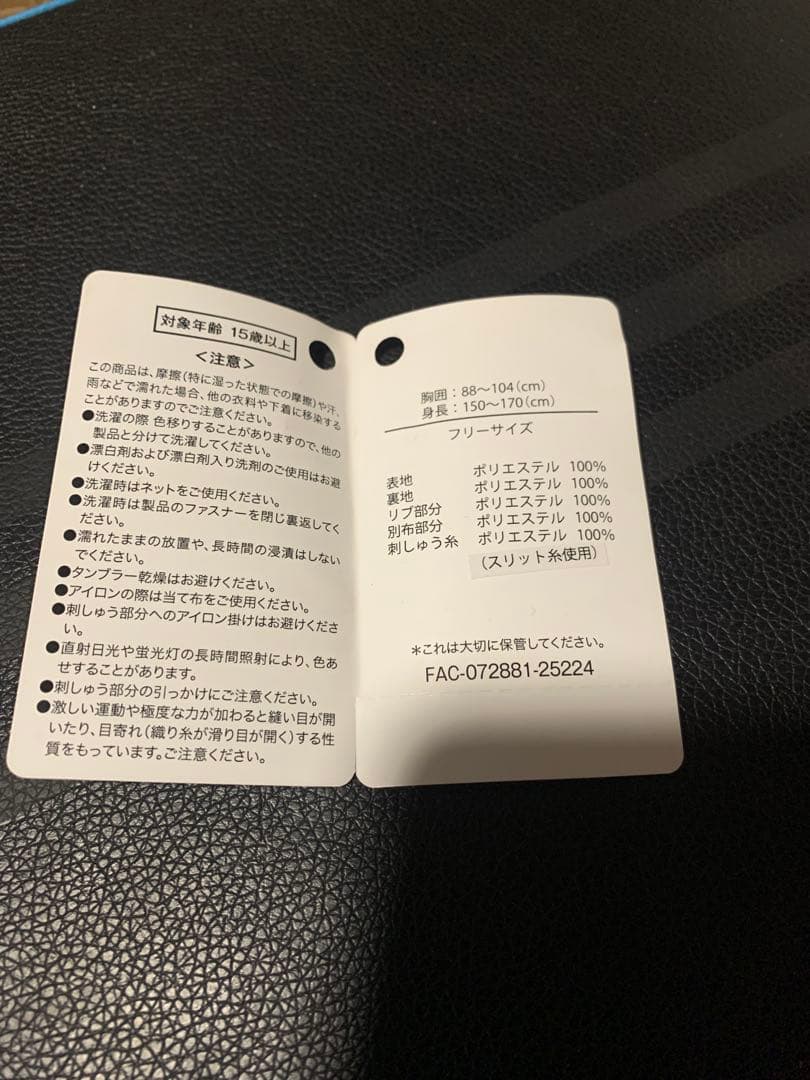 対象年齢 15歳以上
＜注意＞
この商品は、摩擦(特に湿った状態での摩擦)や汗、
雨などで濡れた場合、他の衣料や下着に移染する
ことがありますのでご注意ください。
●洗濯の際 色移りすることがありますので、他の
製品と分けて洗濯してください。
●漂白剤および漂白剤入り洗剤のご使用はお避
けください。
●洗濯時はネットをご使用ください。
●洗濯時は製品のファスナーを閉じ裏返してく
ださい。
●濡れたままの放置や、長時間の浸漬はしない
でください。
●タンブラー乾燥はお避けください。
●アイロンの際は当て布をご使用ください。
●刺しゅう部分へのアイロン掛けはお避けくださ
い。
●直射日光や蛍光灯の長時間照射により、色あ
せすることがあります。
●刺しゅう部分の引っかけにご注意ください。
●激しい運動や極度な力が加わると縫い目が開
いたり、目寄れ(織り糸が滑り目が開く)する性
質をもっています。ご注意ください。
胸囲：88〜104(cm)
身長：150〜170(cm)
フリーサイズ
表地 ポリエステル 100%
裏地 ポリエステル 100%
リブ部分 ポリエステル 100%
別布部分 ポリエステル 100%
刺しゅう糸 ポリエステル 100%
(スリット糸使用)
＊これは大切に保管してください。
FAC-072881-25224